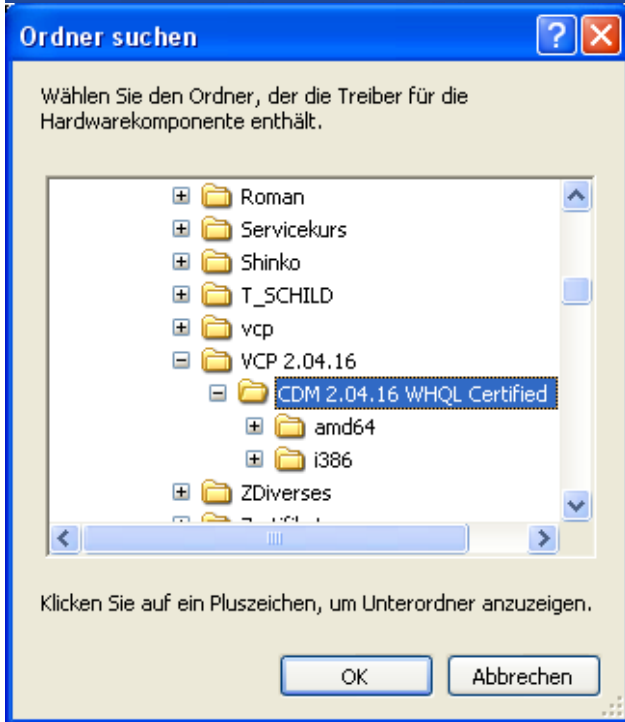 Ordner suchen
Wählen Sie den Ordner, der die Treiber für die
Hardwarekomponente enthält.
Roman
Servicekurs
Shinko
T_SCHILD
vcp
VCP 2.04.16
CDM 2.04.16 WHQL Certified
amd64
i386
ZDiverses
Klicken Sie auf ein Pluszeichen, um Unterordner anzuzeigen.
OK
Abbrechen